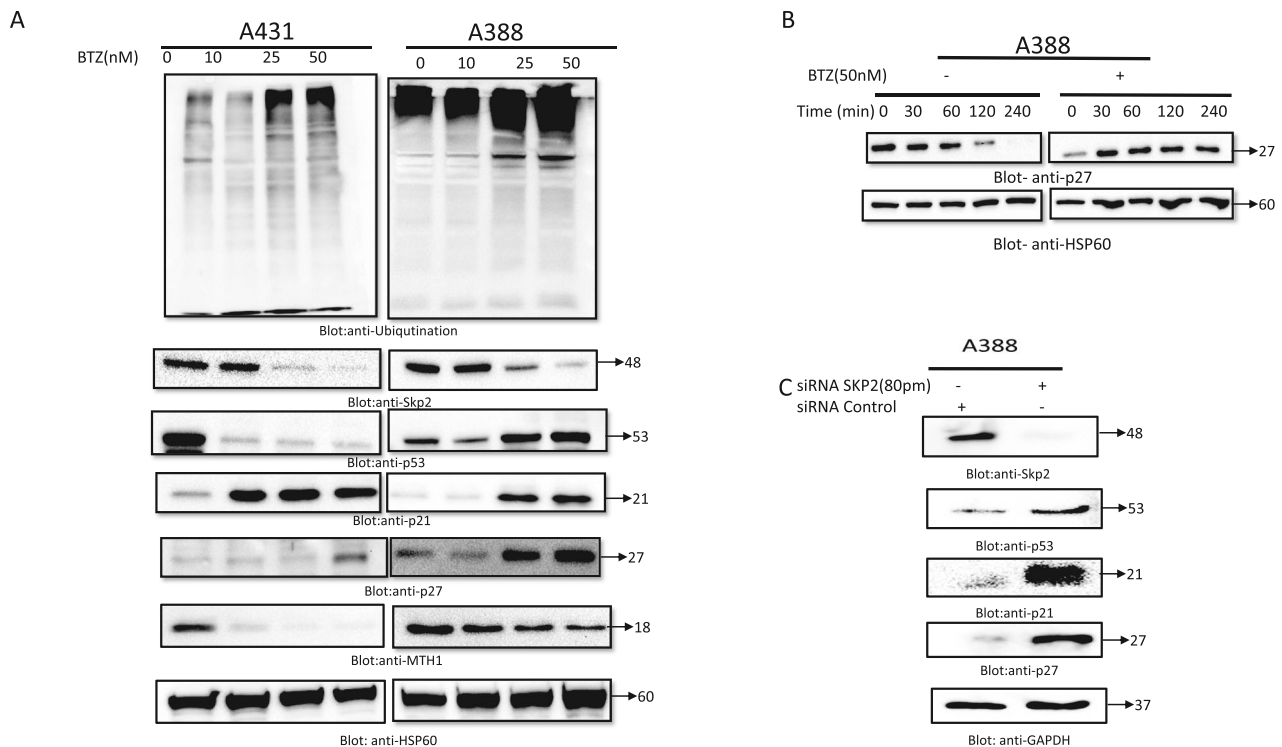 A
A431
A388
BTZ(nM)
0 10 25 50
0 10 25 50
Blot:anti-Ubiqutination
48
Blot:anti-Skp2
53
Blot:anti-p53
21
Blot:anti-p21
27
Blot:anti-p27
18
Blot:anti-MTH1
60
Blot: anti-HSP60
B
A388
BTZ(50nM) - +
Time (min) 0 30 60 120 240 0 30 60 120 240
27
Blot- anti-p27
60
Blot- anti-HSP60
A388
C siRNA SKP2(80pm) - +
siRNA Control + -
48
Blot:anti-Skp2
53
Blot:anti-p53
21
Blot:anti-p21
27
Blot:anti-p27
37
Blot: anti-GAPDH